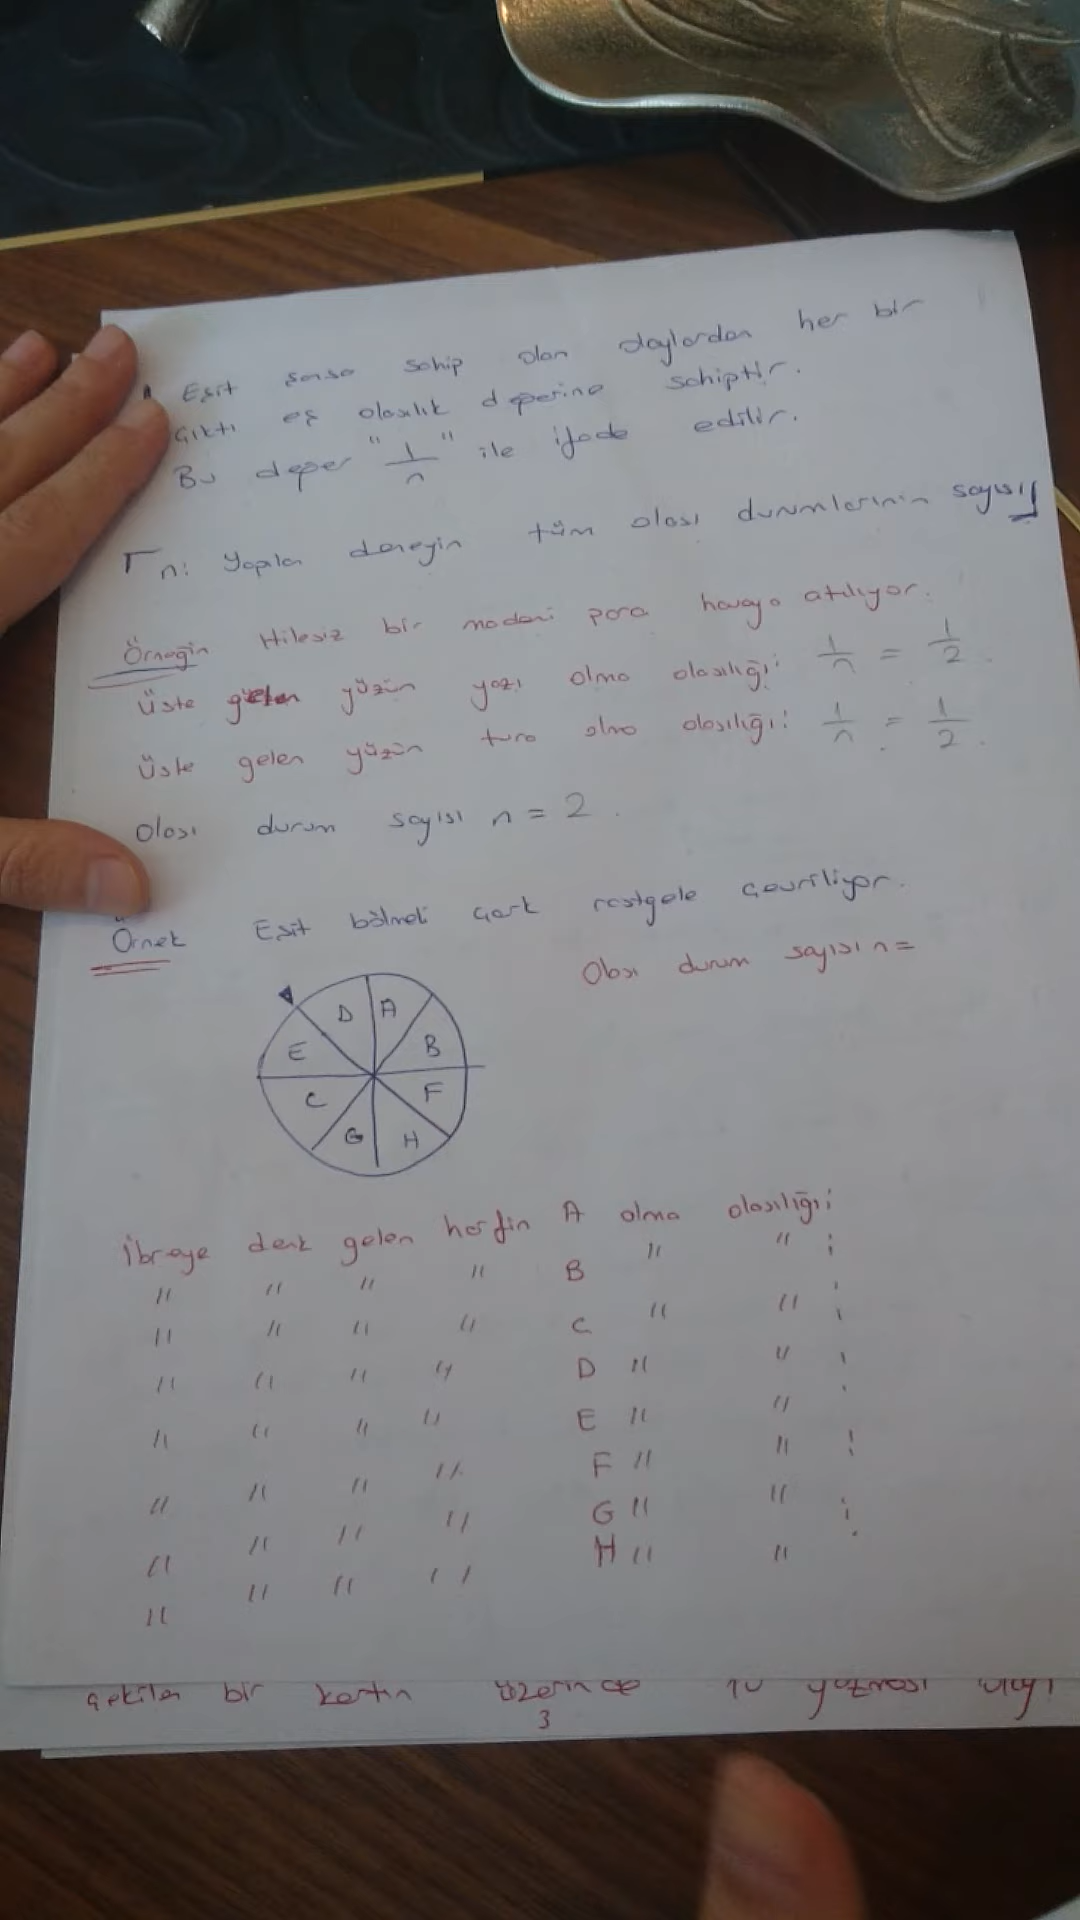 Eşit şansa sahip olan olaylardan her bir
çıktı eş olasılık değerine sahiptir.
Bu değer "1/n" ile ifade edilir.
n: Yapılan deneyin tüm olası durumlarının sayısı
Örneğin Hilesiz bir madeni para havaya atılıyor.
Üste gelen yüzün yazı olma olasılığı: 1/n = 1/2.
Üste gelen yüzün tura olma olasılığı: 1/n = 1/2.
Olası durum sayısı n = 2.
Örnek Eşit bölmeli çark rastgele çevriliyor.
Olası durum sayısı n =
D A
E B
C F
G H
İbreye denk gelen harfin A olma olasılığı:
" " " " B " " :
" " " " C " " :
" " " " D " " :
" " " " E " " :
" " " " F " " :
" " " " G " " :
" " " " H " "
Çekilen bir kartın üzerinde yazması
3